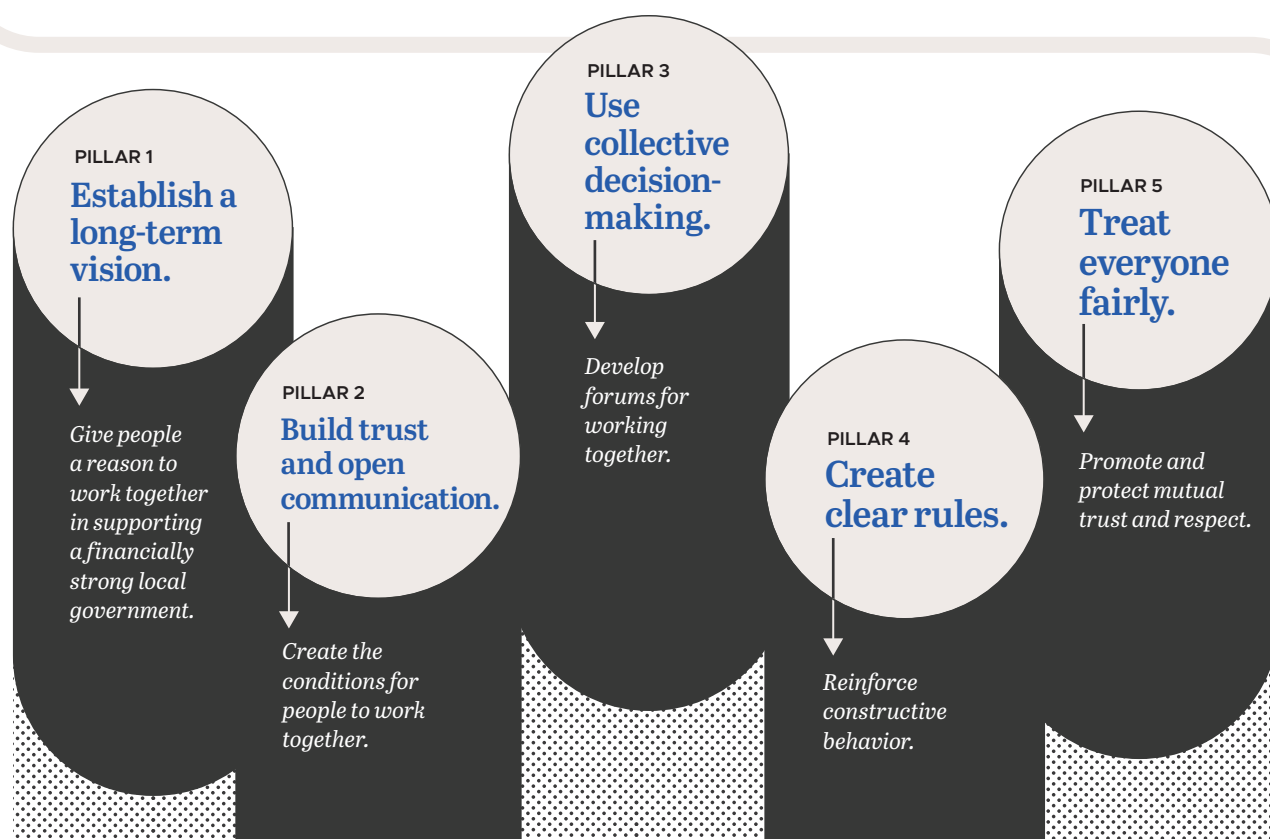 PILLAR 1
Establish a
long-term
vision.
Give people
a reason to
work together
in supporting
a financially
strong local
government.
PILLAR 2
Build trust
and open
communication.
Create the
conditions for
people to work
together.
PILLAR 3
Use
collective
decision-
making.
Develop
forums for
working
together.
PILLAR 4
Create
clear rules.
Reinforce
constructive
behavior.
PILLAR 5
Treat
everyone
fairly.
Promote and
protect mutual
trust and respect.